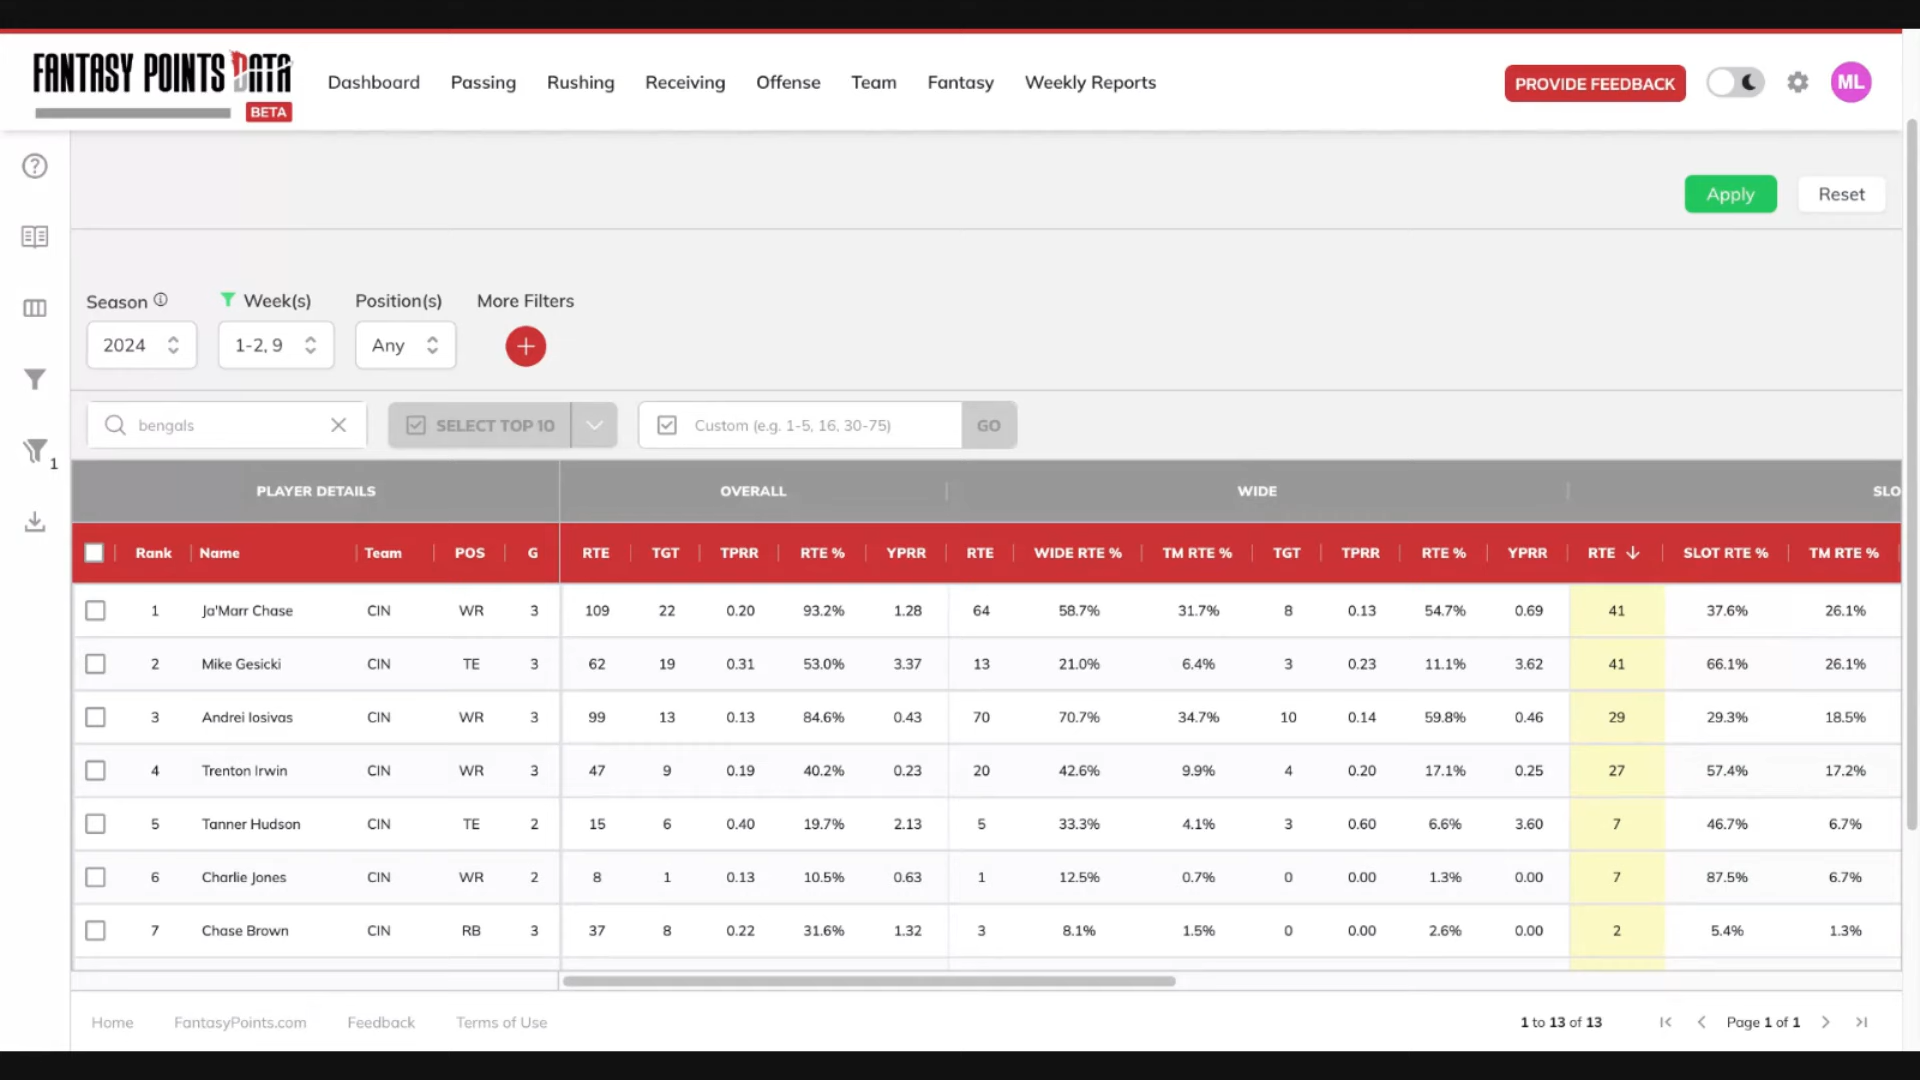 FANTASY POINTS DATA
BETA
Dashboard Passing Rushing Receiving Offense Team Fantasy Weekly Reports
PROVIDE FEEDBACK
ML
Apply Reset
Season Week(s) Position(s) More Filters
2024 1-2, 9 Any
bengals SELECT TOP 10 Custom (e.g. 1-5, 16, 30-75) GO
1
PLAYER DETAILS OVERALL WIDE SLO
Rank Name Team POS G RTE TGT TPRR RTE % YPRR RTE WIDE RTE % TM RTE % TGT TPRR RTE % YPRR RTE SLOT RTE % TM RTE %
1 Ja'Marr Chase CIN WR 3 109 22 0.20 93.2% 1.28 64 58.7% 31.7% 8 0.13 54.7% 0.69 41 37.6% 26.1%
2 Mike Gesicki CIN TE 3 62 19 0.31 53.0% 3.37 13 21.0% 6.4% 3 0.23 11.1% 3.62 41 66.1% 26.1%
3 Andrei Iosivas CIN WR 3 99 13 0.13 84.6% 0.43 70 70.7% 34.7% 10 0.14 59.8% 0.46 29 29.3% 18.5%
4 Trenton Irwin CIN WR 3 47 9 0.19 40.2% 0.23 20 42.6% 9.9% 4 0.20 17.1% 0.25 27 57.4% 17.2%
5 Tanner Hudson CIN TE 2 15 6 0.40 19.7% 2.13 5 33.3% 4.1% 3 0.60 6.6% 3.60 7 46.7% 6.7%
6 Charlie Jones CIN WR 2 8 1 0.13 10.5% 0.63 1 12.5% 0.7% 0 0.00 1.3% 0.00 7 87.5% 6.7%
7 Chase Brown CIN RB 3 37 8 0.22 31.6% 1.32 3 8.1% 1.5% 0 0.00 2.6% 0.00 2 5.4% 1.3%
Home FantasyPoints.com Feedback Terms of Use 1 to 13 of 13 Page 1 of 1